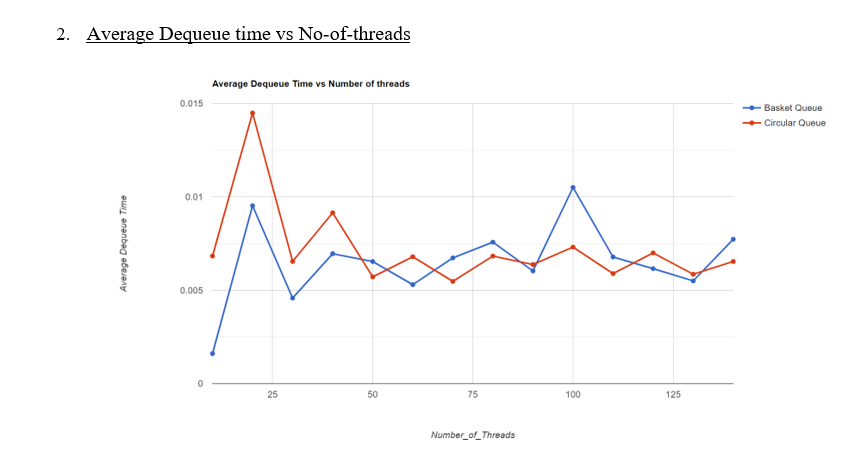 2. Average Dequeue time vs No-of-threads
Average Dequeue Time vs Number of threads
Basket Queue
Circular Queue
0.015
0.01
0.005
0
Average Dequeue Time
25 50 75 100 125
Number_of_Threads